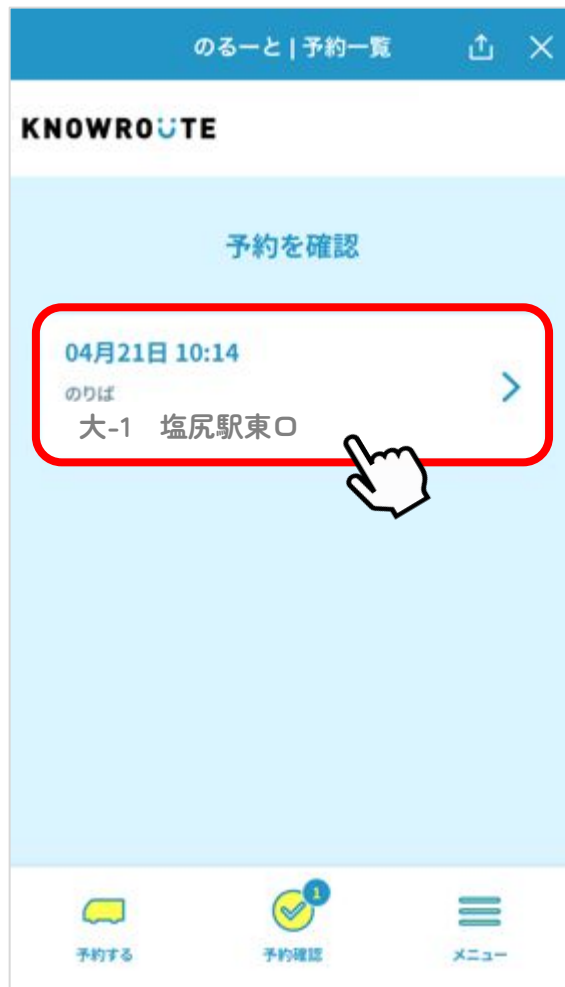 のるーと | 予約一覧
KNOWROUTE
予約を確認
04月21日 10:14
のりば
大-1 塩尻駅東口
1
予約する
予約確認
メニュー